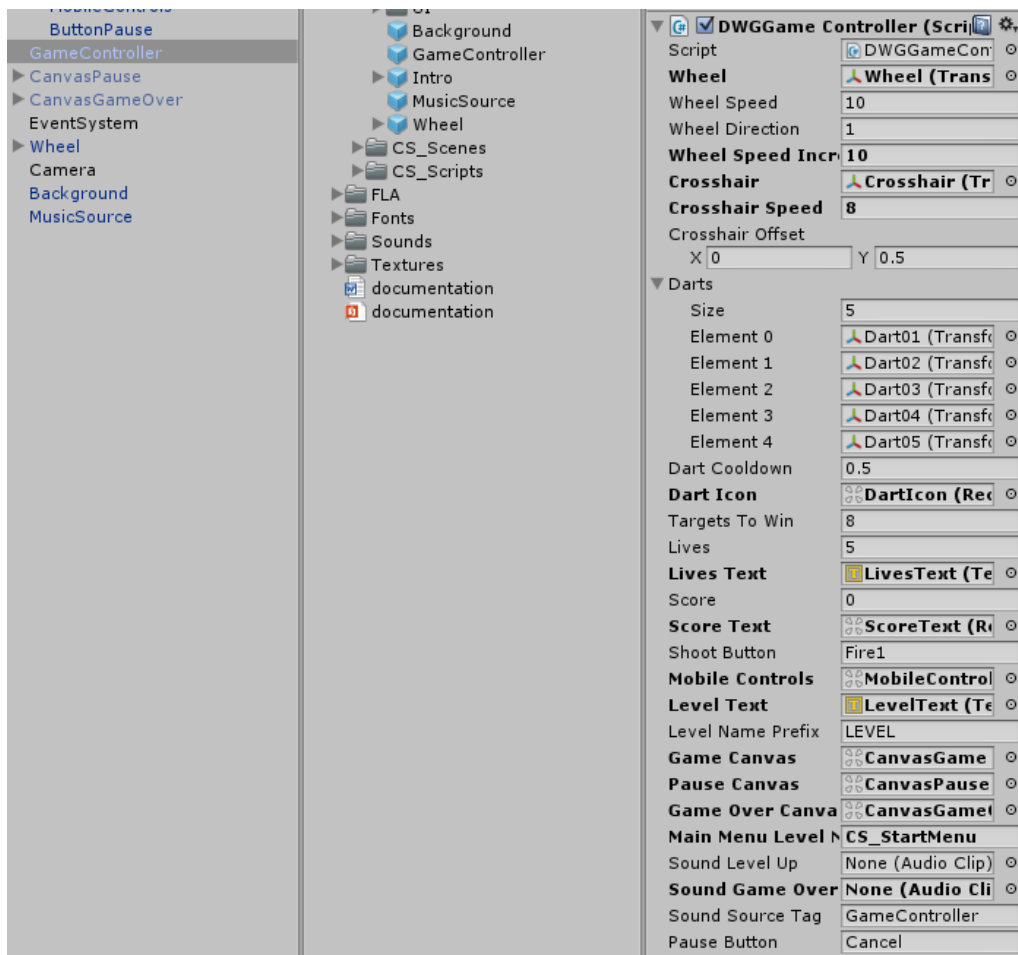 ButtonPause
GameController
CanvasPause
CanvasGameOver
EventSystem
Wheel
Camera
Background
MusicSource
Background
GameController
Intro
MusicSource
Wheel
CS_Scenes
CS_Scripts
FLA
Fonts
Sounds
Textures
documentation
documentation
DWGGame Controller (Scri
Script DWGGameCon
Wheel Wheel (Trans
Wheel Speed 10
Wheel Direction 1
Wheel Speed Incr 10
Crosshair Crosshair (Tr
Crosshair Speed 8
Crosshair Offset
X 0 Y 0.5
Darts
Size 5
Element 0 Dart01 (Transfo
Element 1 Dart02 (Transfo
Element 2 Dart03 (Transfo
Element 3 Dart04 (Transfo
Element 4 Dart05 (Transfo
Dart Cooldown 0.5
Dart Icon DartIcon (Rec
Targets To Win 8
Lives 5
Lives Text LivesText (Te
Score 0
Score Text ScoreText (Re
Shoot Button Fire1
Mobile Controls MobileControl
Level Text LevelText (Te
Level Name Prefix LEVEL
Game Canvas CanvasGame
Pause Canvas CanvasPause
Game Over Canva CanvasGame
Main Menu Level N CS_StartMenu
Sound Level Up None (Audio Clip)
Sound Game Over None (Audio Cli
Sound Source Tag GameController
Pause Button Cancel